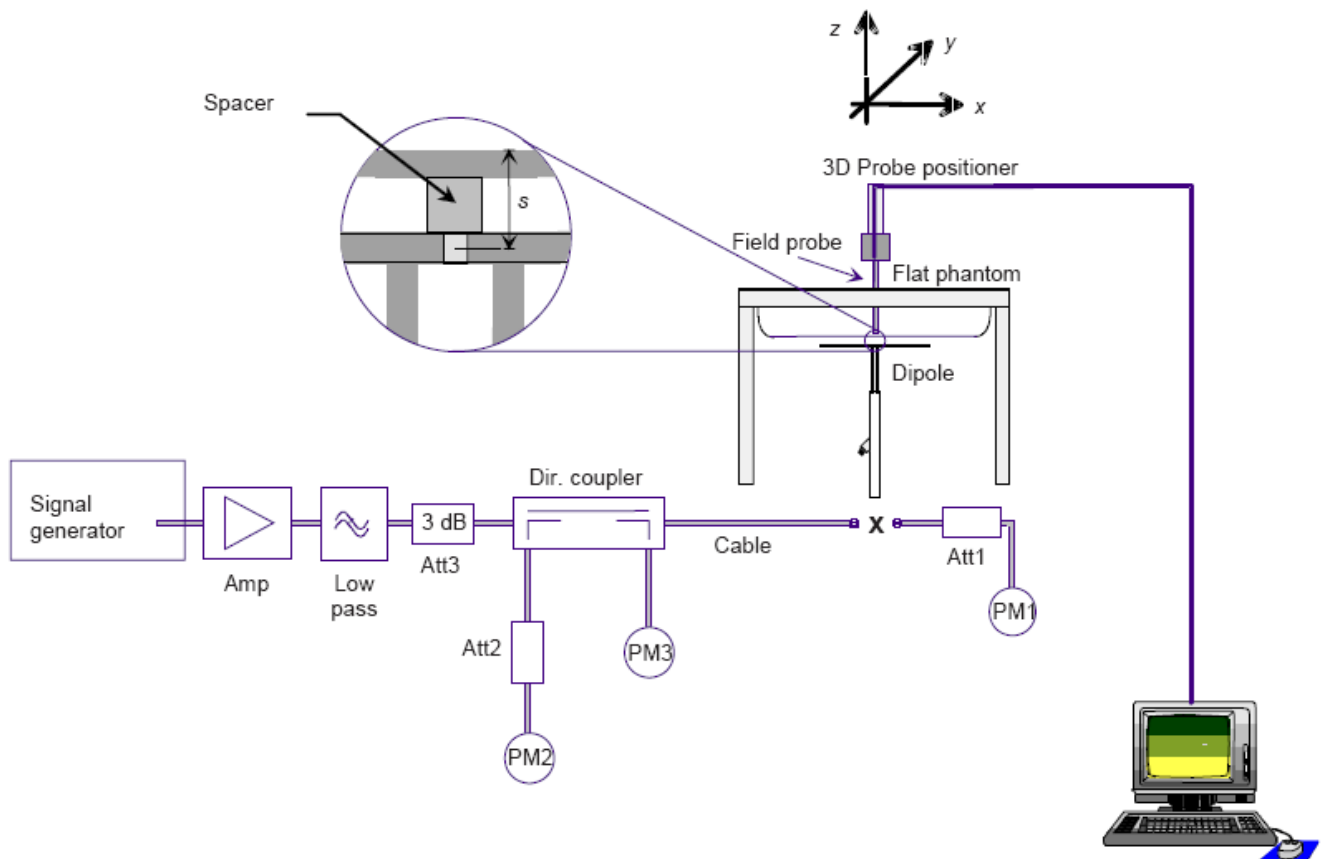 z
y
x
Spacer
s
3D Probe positioner
Field probe
Flat phantom
Dipole
Signal
generator
Amp
Low
pass
3 dB
Att3
Dir. coupler
Cable
X
Att1
PM1
Att2
PM3
PM2